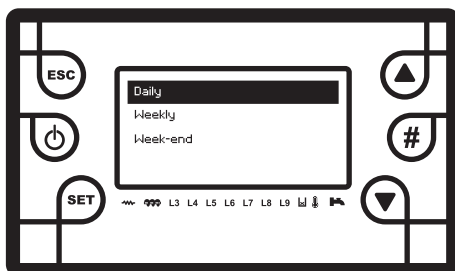 ESC
Daily
Weekly
Week-end
#
SET
L3 L4 L5 L6 L7 L8 L9